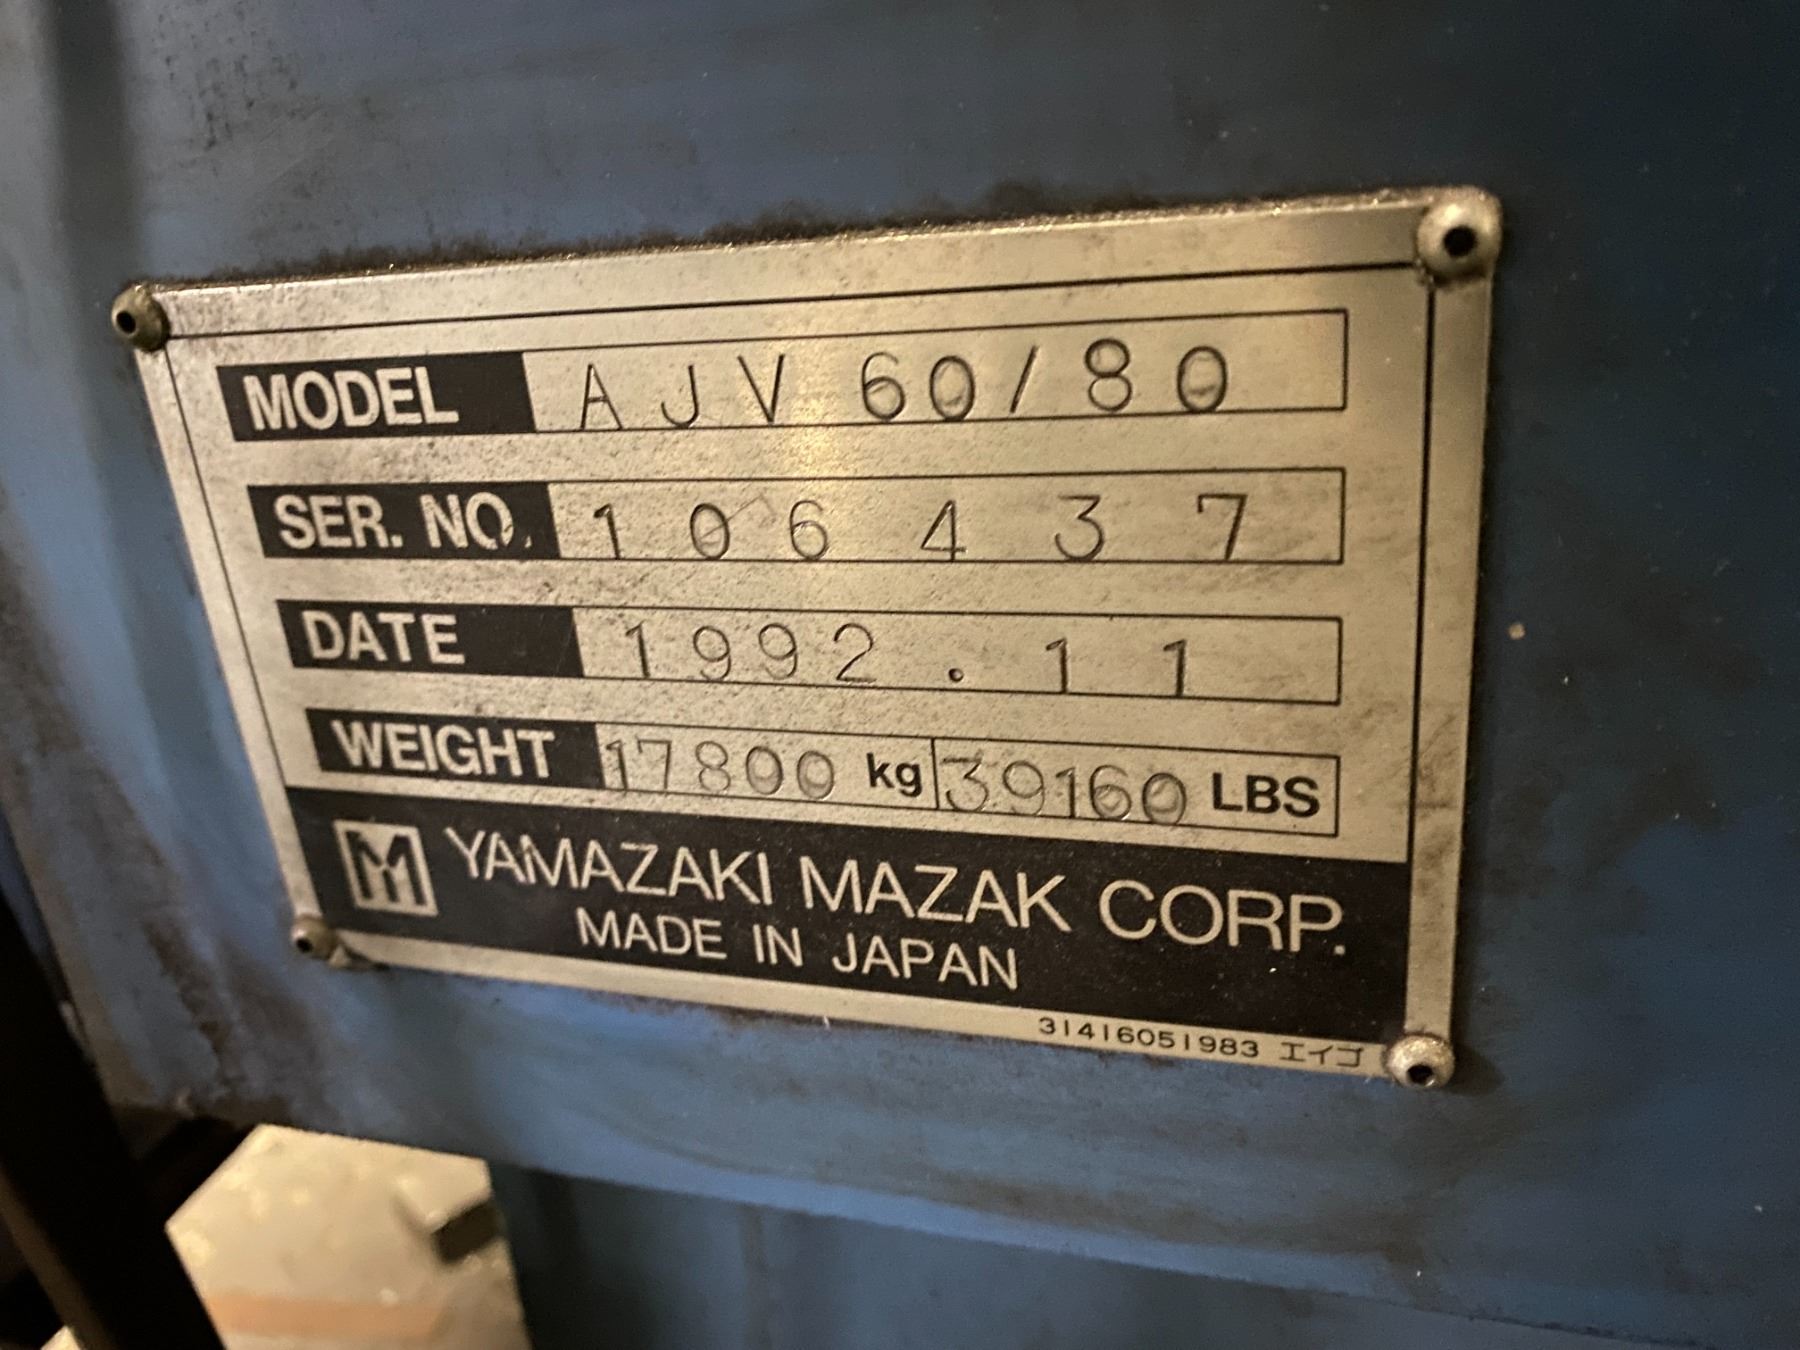 MODEL AJV 60/80
SER. NO. 106437
DATE 1992.11
WEIGHT 17800 kg 39160 LBS
YAMAZAKI MAZAK CORP.
MADE IN JAPAN
31416051983 エイゴ